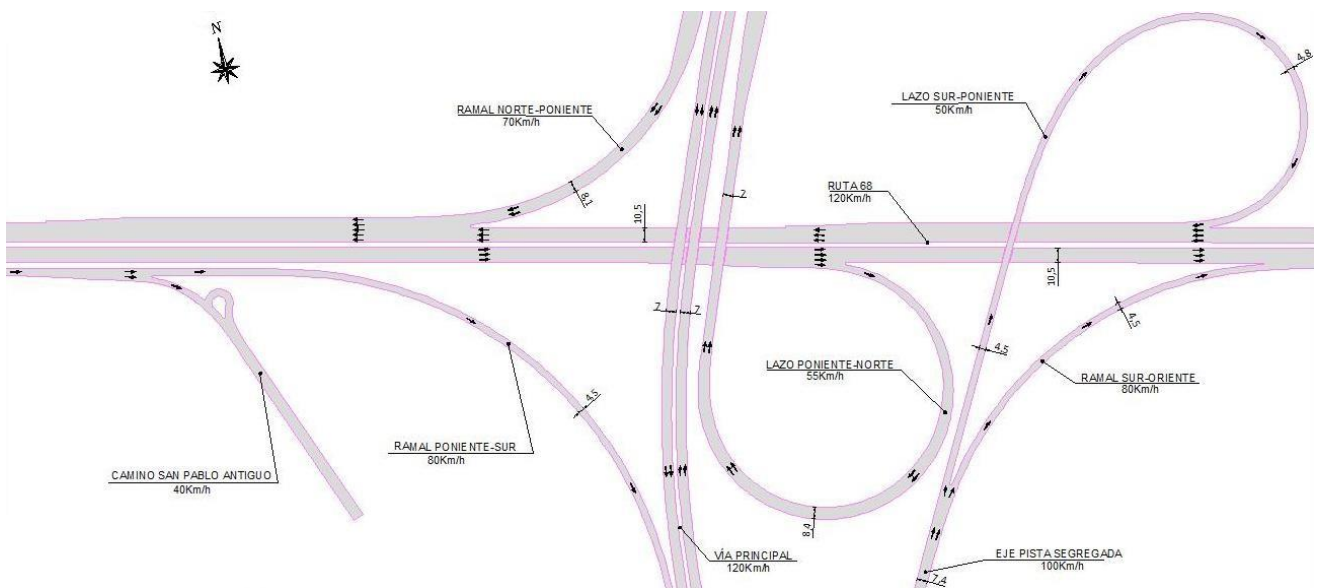 N
4,8
LAZO SUR-PONIENTE
50Km/h
RAMAL NORTE-PONIENTE
70Km/h
8,1
10,5
7
RUTA 68
120Km/h
10,5
7
7
4,5
LAZO PONIENTE-NORTE
55Km/h
4,5
RAMAL SUR-ORIENTE
80Km/h
4,5
RAMAL PONIENTE-SUR
80Km/h
CAMINO SAN PABLO ANTIGUO
40Km/h
8,4
VÍA PRINCIPAL
120Km/h
EJE PISTA SEGREGADA
100Km/h
7,4